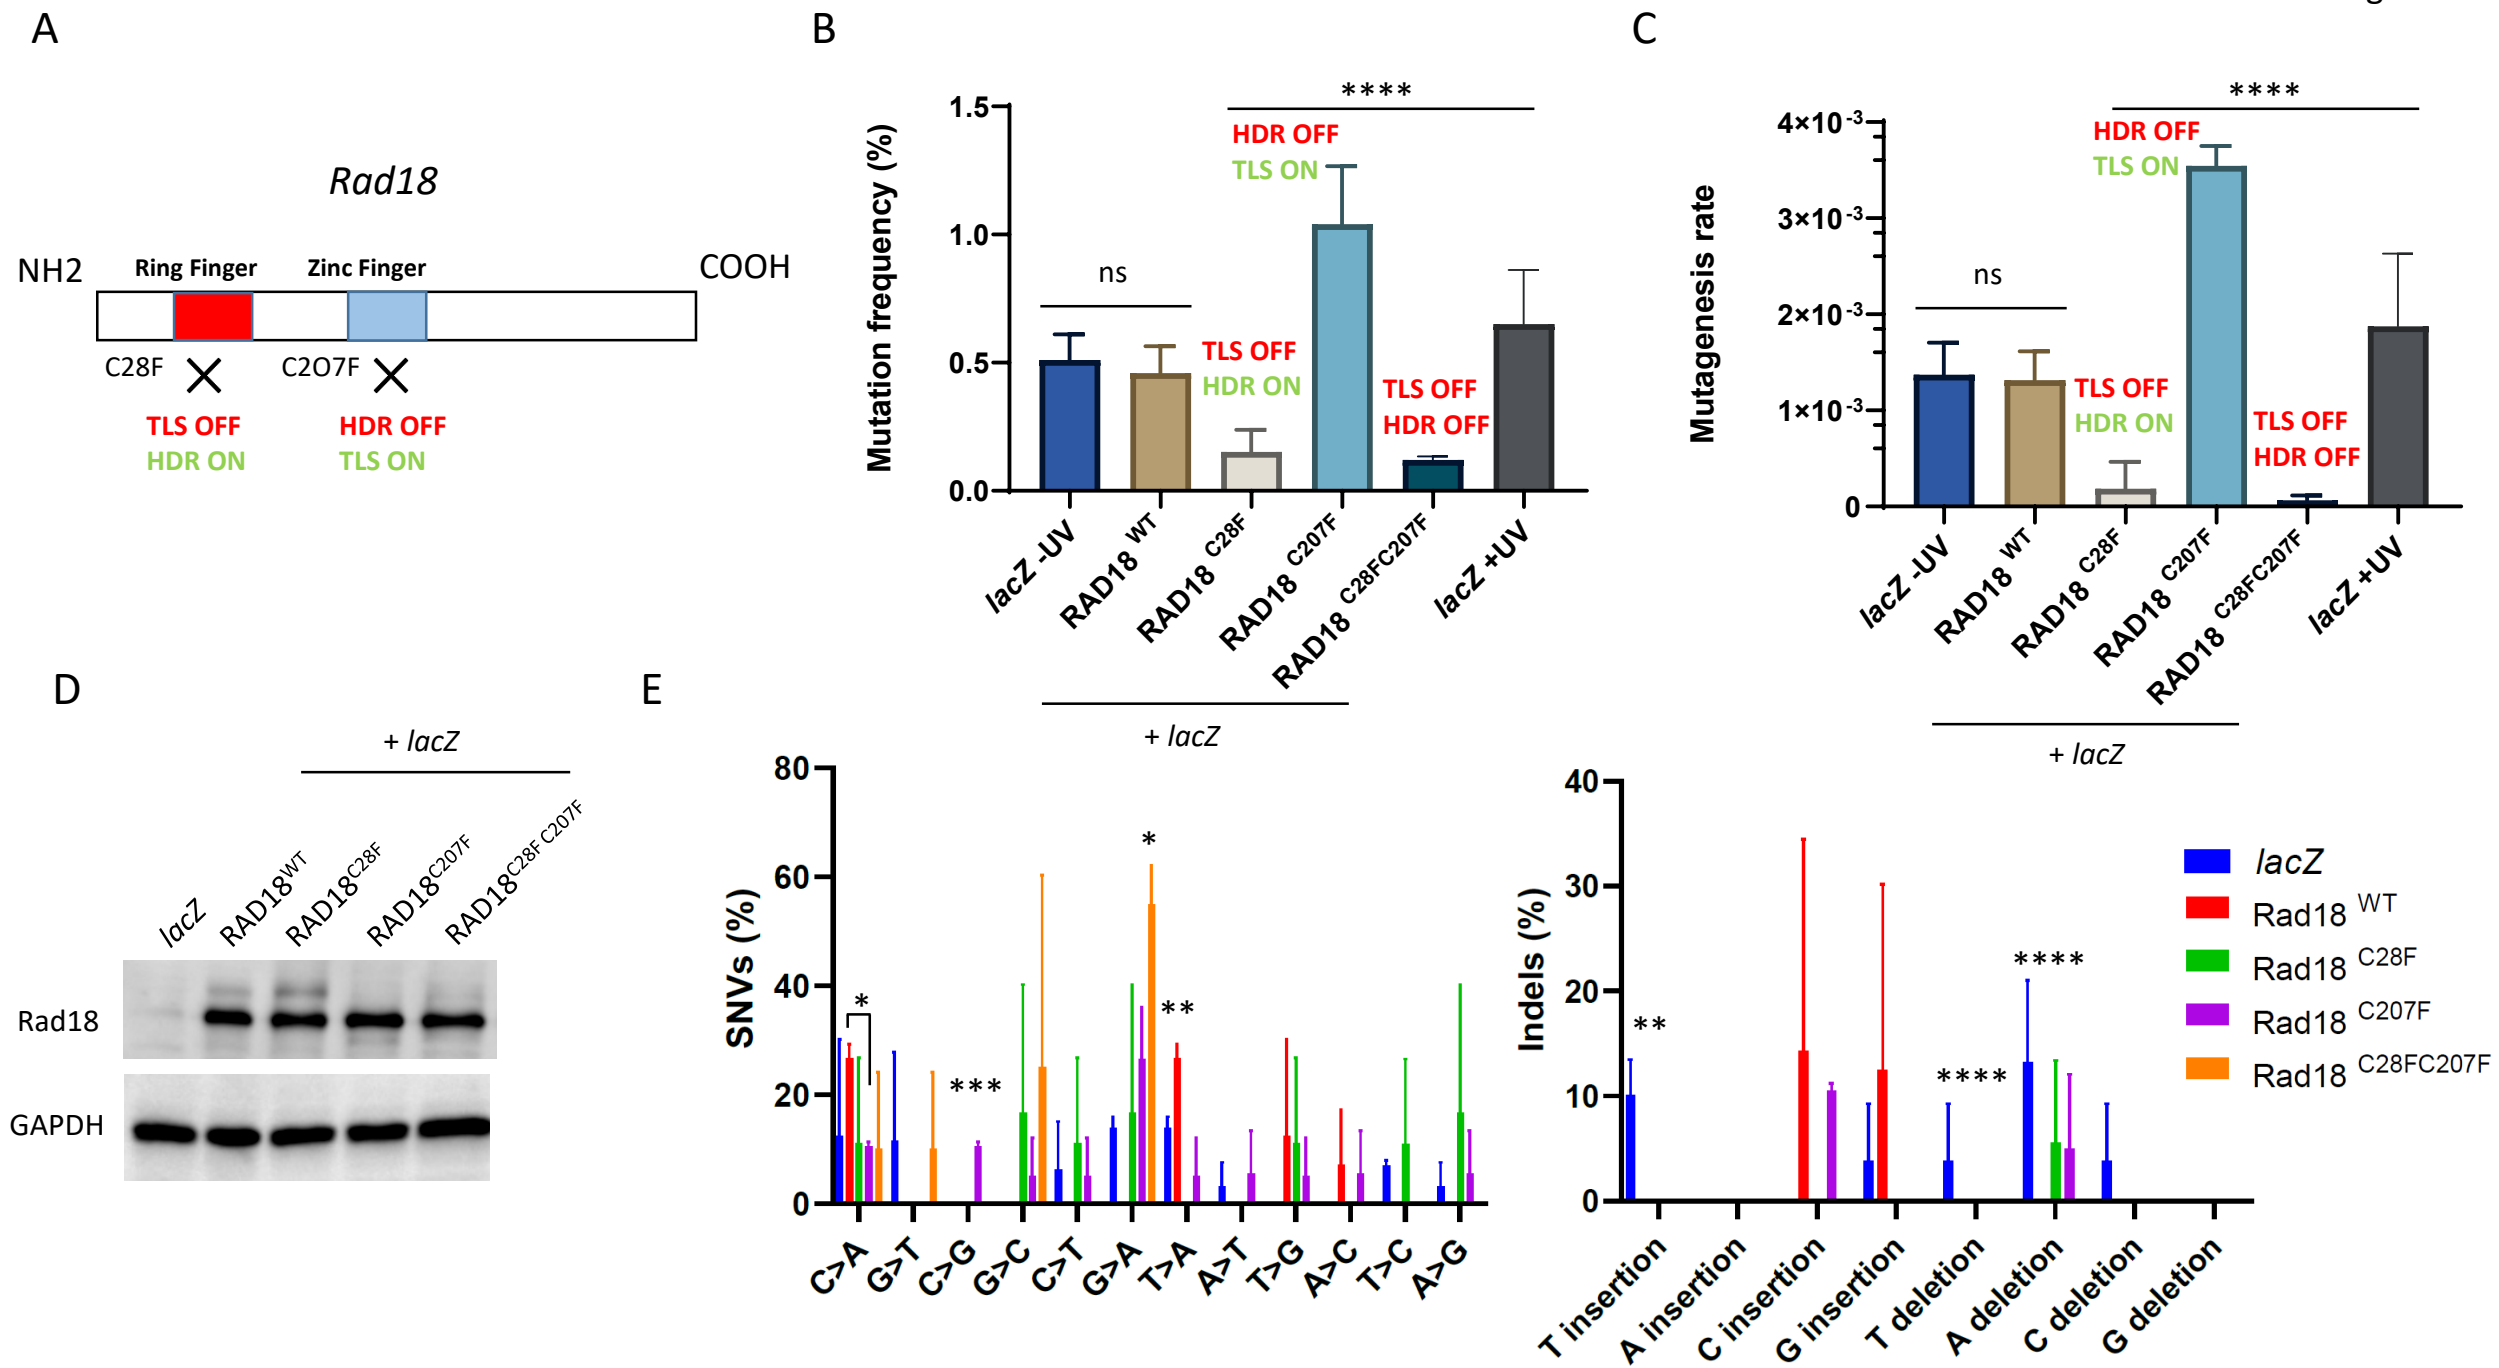 A
Rad18
NH2
Ring Finger
Zinc Finger
COOH
C28F
C2O7F
TLS OFF
HDR ON
HDR OFF
TLS ON
B
Mutation frequency (%)
1.5
1.0
0.5
0.0
ns
****
HDR OFF
TLS ON
TLS OFF
HDR ON
TLS OFF
HDR OFF
lacZ -UV
RAD18 WT
RAD18 C28F
RAD18 C207F
RAD18 C28FC207F
lacZ +UV
+ lacZ
C
Mutagenesis rate
4×10-3
3×10-3
2×10-3
1×10-3
0
ns
****
HDR OFF
TLS ON
TLS OFF
HDR ON
TLS OFF
HDR OFF
lacZ -UV
RAD18 WT
RAD18 C28F
RAD18 C207F
RAD18 C28FC207F
lacZ +UV
+ lacZ
D
+ lacZ
lacZ
RAD18WT
RAD18C28F
RAD18C207F
RAD18C28F C207F
Rad18
GAPDH
E
SNVs (%)
80
60
40
20
0
*
***
*
**
C>A
G>T
C>G
G>C
C>T
G>A
T>A
A>T
T>G
A>C
T>C
A>G
Indels (%)
40
30
20
10
0
**
****
****
T insertion
A insertion
C insertion
G insertion
T deletion
A deletion
C deletion
G deletion
lacZ
Rad18 WT
Rad18 C28F
Rad18 C207F
Rad18 C28FC207F